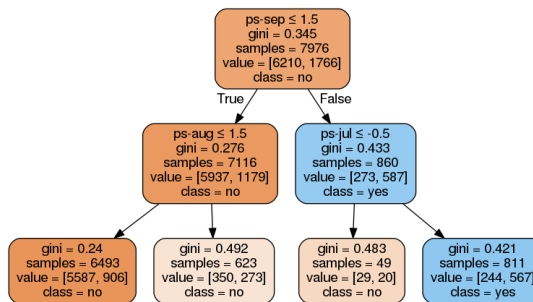 ps-sep ≤ 1.5
gini = 0.345
samples = 7976
value = [6210, 1766]
class = no
True
False
ps-aug ≤ 1.5
gini = 0.276
samples = 7116
value = [5937, 1179]
class = no
ps-jul ≤ -0.5
gini = 0.433
samples = 860
value = [273, 587]
class = yes
gini = 0.24
samples = 6493
value = [5587, 906]
class = no
gini = 0.492
samples = 623
value = [350, 273]
class = no
gini = 0.483
samples = 49
value = [29, 20]
class = no
gini = 0.421
samples = 811
value = [244, 567]
class = yes